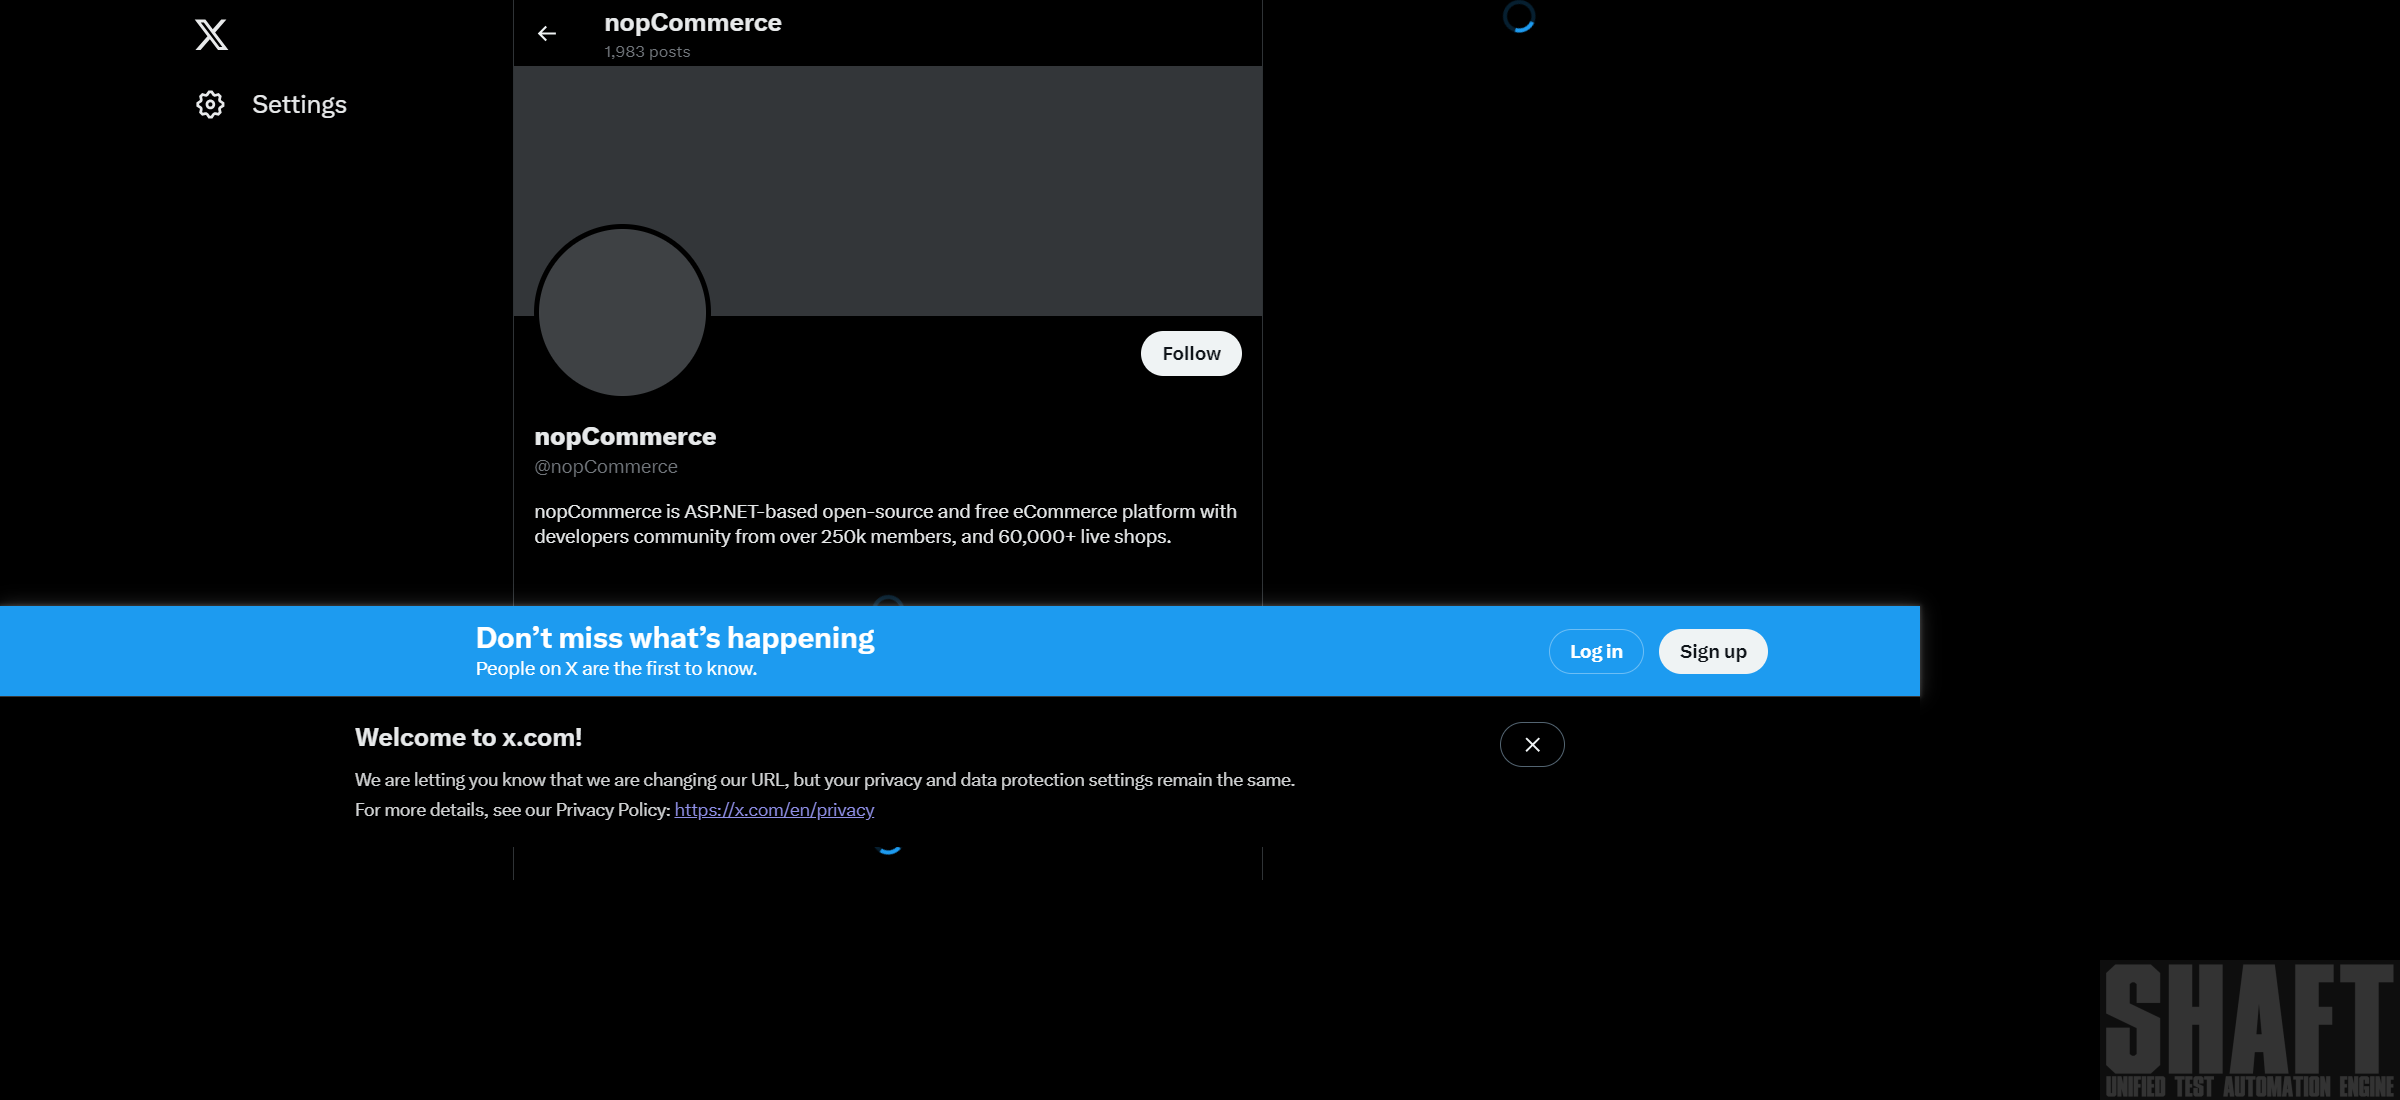 nopCommerce
1,983 posts
Settings
Follow
nopCommerce
@nopCommerce
nopCommerce is ASP.NET-based open-source and free eCommerce platform with
developers community from over 250k members, and 60,000+ live shops.
Don’t miss what’s happening
People on X are the first to know.
Log in
Sign up
Welcome to x.com!
We are letting you know that we are changing our URL, but your privacy and data protection settings remain the same.
For more details, see our Privacy Policy: https://x.com/en/privacy
SHAFT
UNIFIED TEST AUTOMATION ENGINE